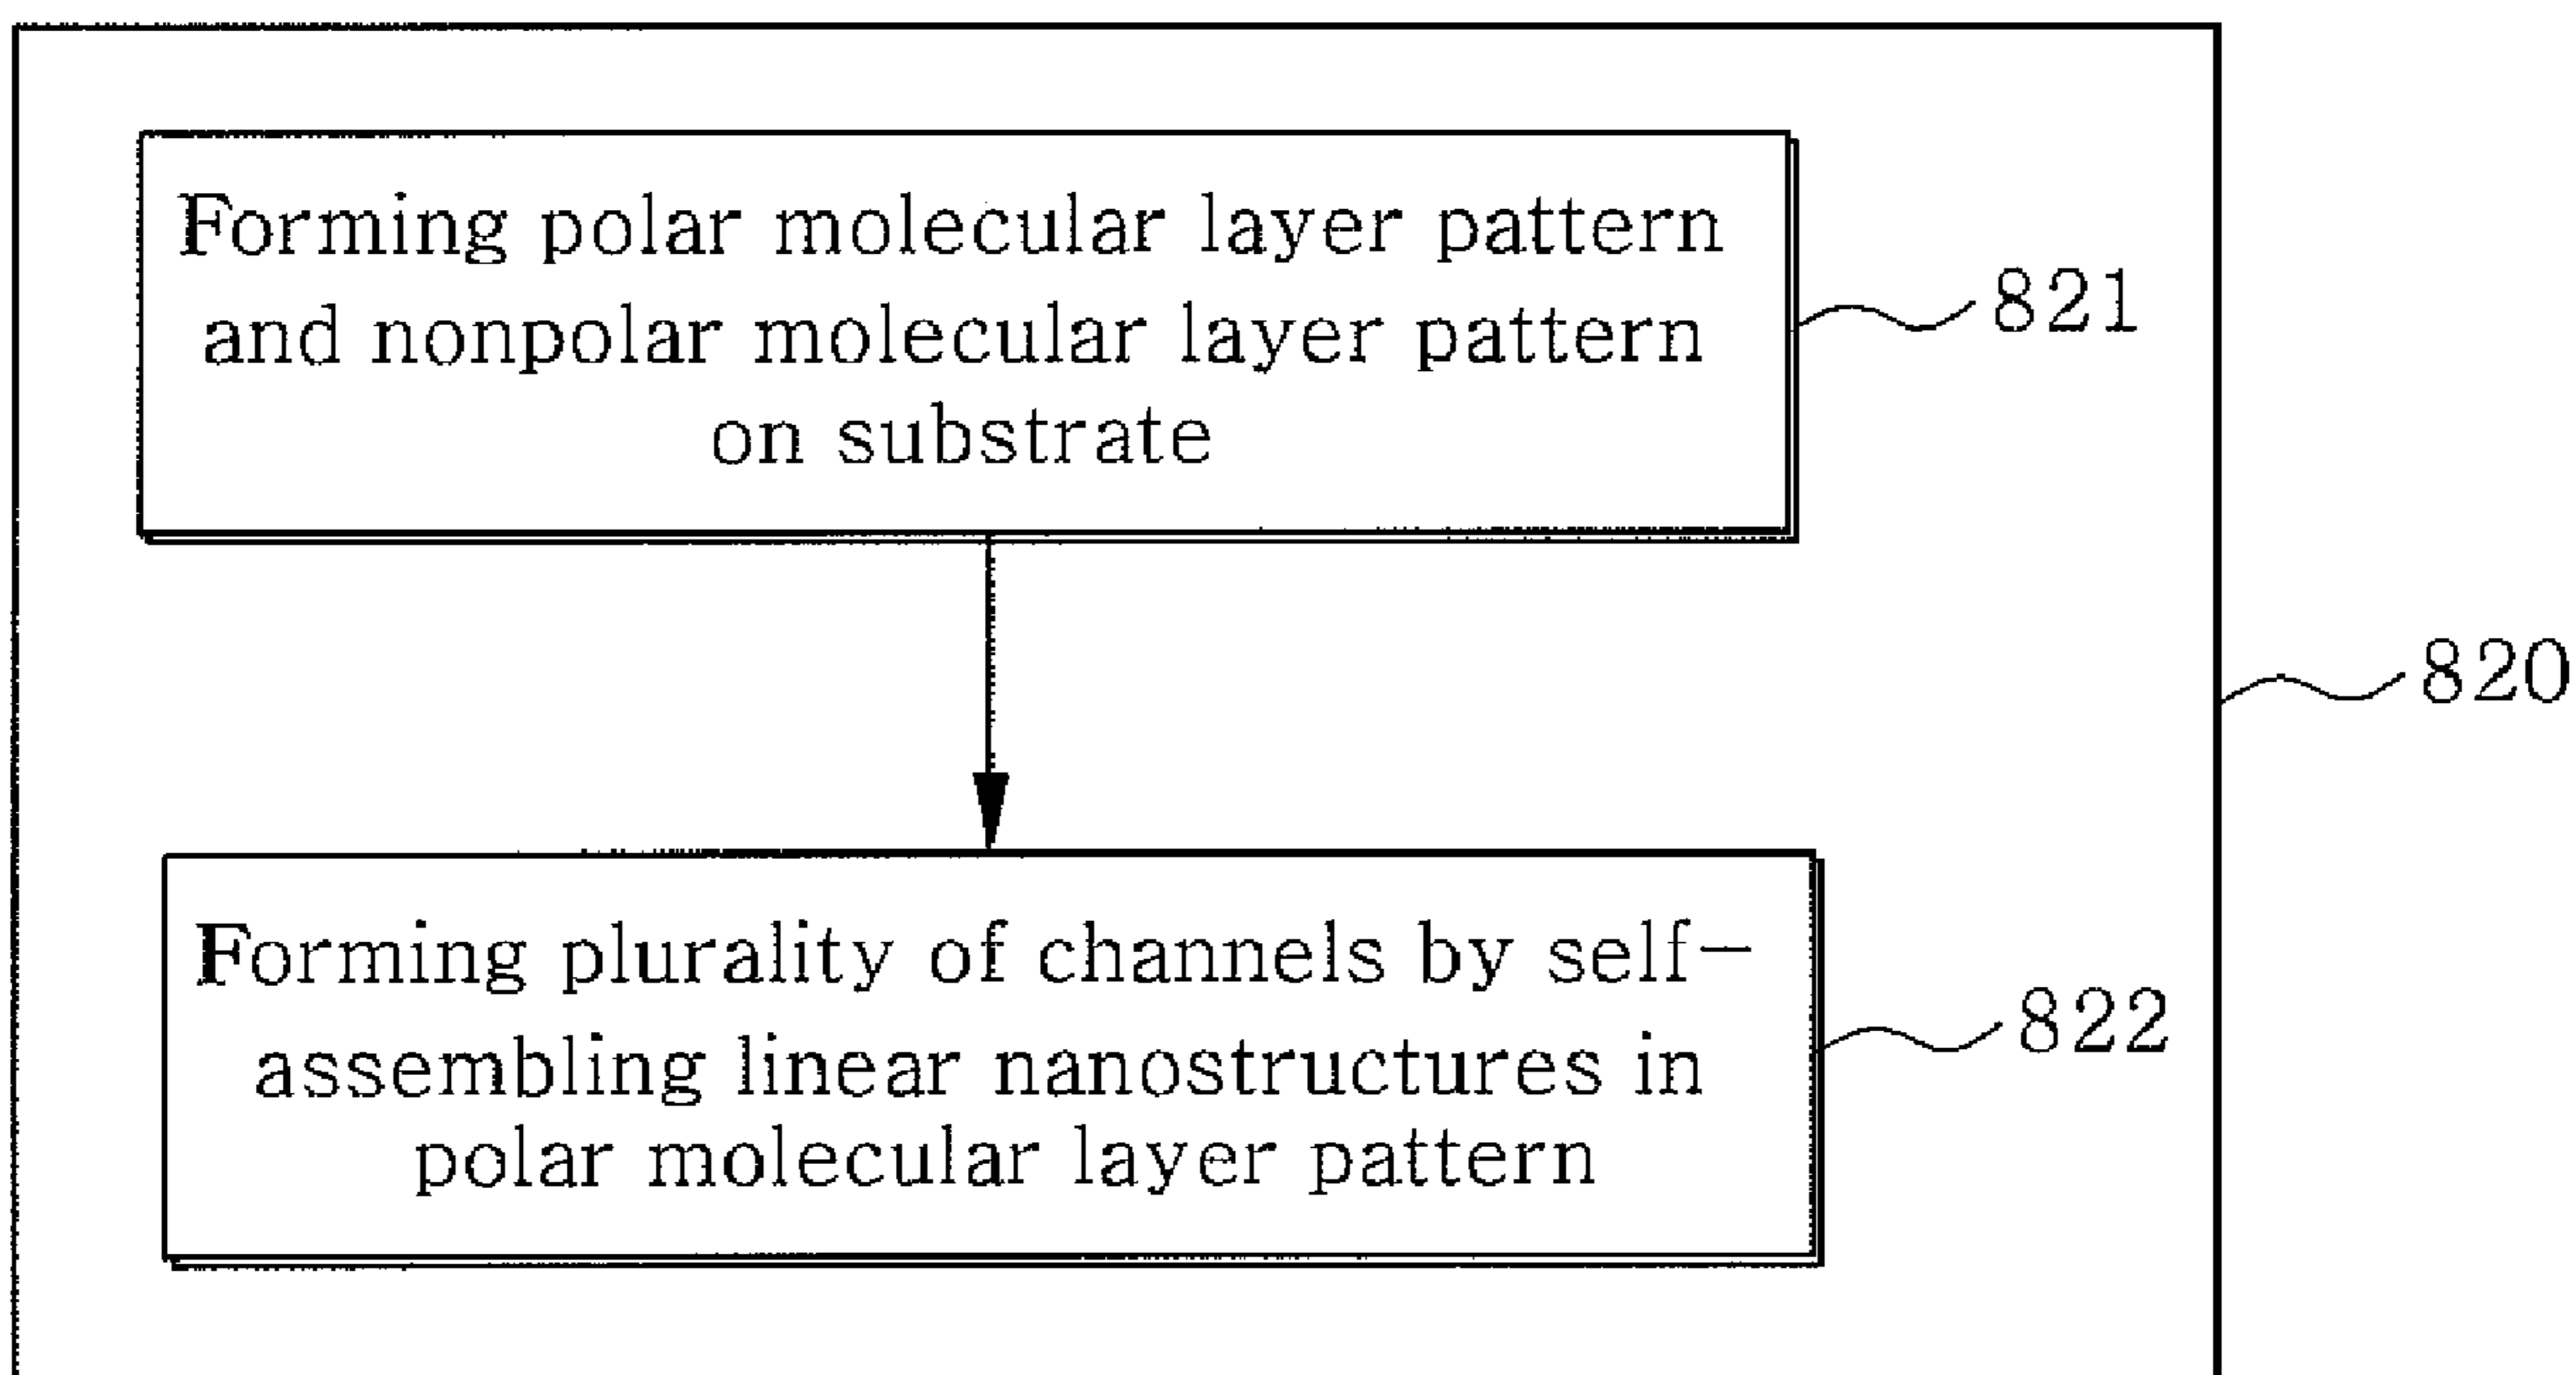 Forming polar molecular layer pattern
and nonpolar molecular layer pattern
on substrate
821
820
Forming plurality of channels by self-
assembling linear nanostructures in
polar molecular layer pattern
822